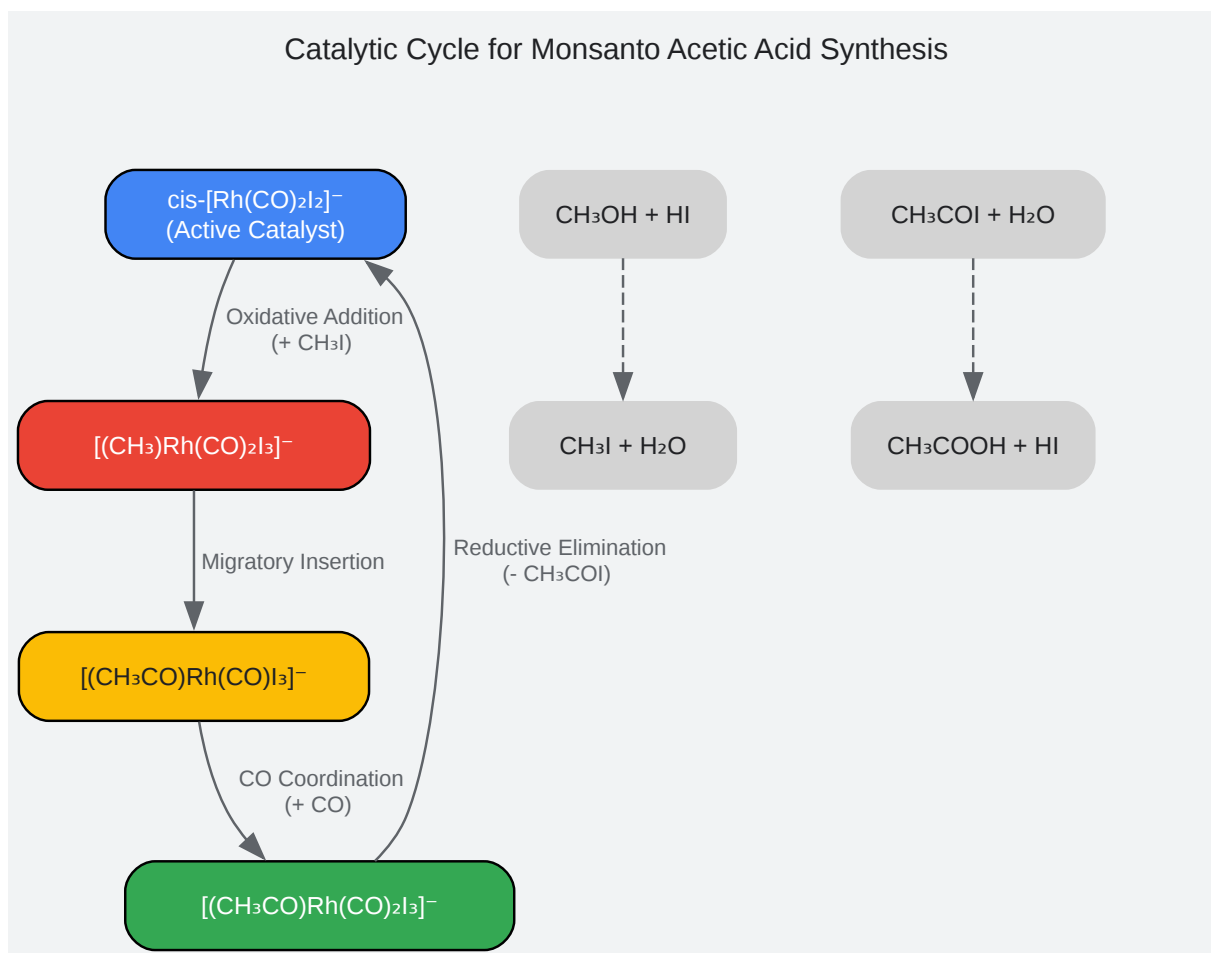 Catalytic Cycle for Monsanto Acetic Acid Synthesis
cis-[Rh(CO)₂I₂]⁻
(Active Catalyst)
CH₃OH + HI
CH₃COI + H₂O
Oxidative Addition
(+ CH₃I)
[(CH₃)Rh(CO)₂I₃]⁻
CH₃I + H₂O
CH₃COOH + HI
Migratory Insertion
Reductive Elimination
(- CH₃COI)
[(CH₃CO)Rh(CO)I₃]⁻
CO Coordination
(+ CO)
[(CH₃CO)Rh(CO)₂I₃]⁻